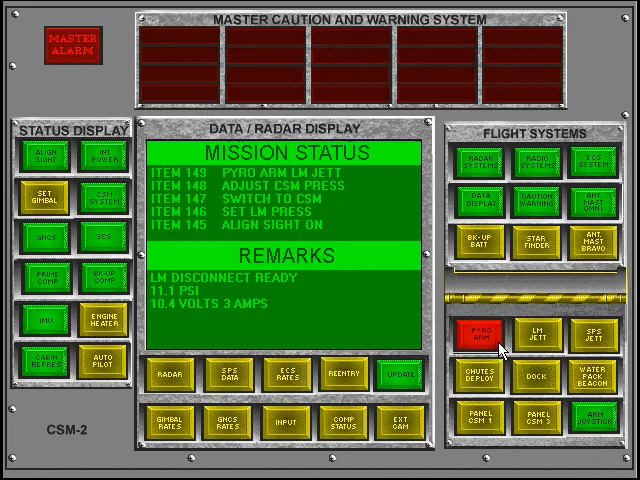 MASTER CAUTION AND WARNING SYSTEM
MASTER
ALARM
STATUS DISPLAY
ALIGN
SIGHT
INT
POWER
SET
GIMBAL
CSM
SYSTEM
GNCS
SCS
PRIME
COMP
BK-UP
COMP
IMU
ENGINE
HEATER
CABIN
REPRES
AUTO
PILOT
CSM-2
DATA / RADAR DISPLAY
MISSION STATUS
ITEM 149 PYRO ARM LM JETT
ITEM 148 ADJUST CSM PRESS
ITEM 147 SWITCH TO CSM
ITEM 146 SET LM PRESS
ITEM 145 ALIGN SIGHT ON
REMARKS
LM DISCONNECT READY
11.1 PSI
10.4 VOLTS 3 AMPS
RADAR
SPS
DATA
ECS
RATES
REENTRY
UPDATE
GIMBAL
RATES
GNCS
RATES
INPUT
COMP
STATUS
EXT
CAM
FLIGHT SYSTEMS
RADAR
SYSTEMS
RADIO
SYSTEMS
ECS
SYSTEM
DATA
DISPLAY
CAUTION
WARNING
ANT.
MAST
OMNI
BK-UP
BATT
STAR
FINDER
ANT.
MAST
BRAVO
PYRO
ARM
LM
JETT
SPS
JETT
CHUTES
DEPLOY
DOCK
WATER
PACK
BEACON
PANEL
CSM 1
PANEL
CSM 3
ARM
JOYSTICK